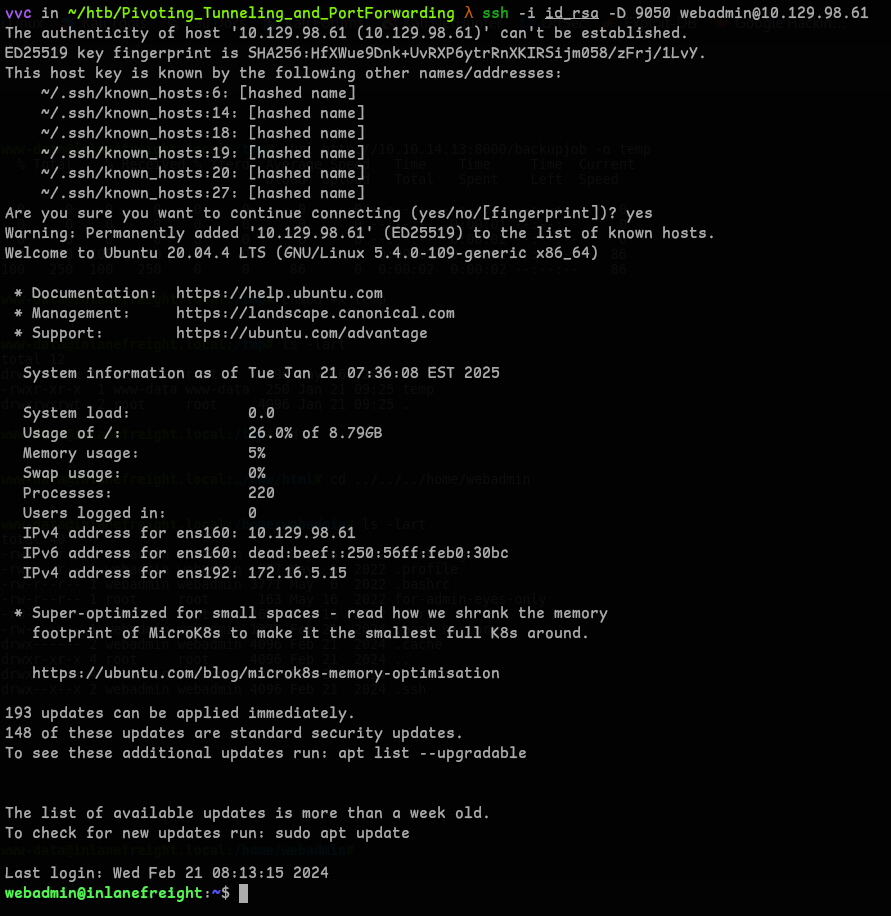 vvc in ~/htb/Pivoting_Tunneling_and_PortForwarding λ ssh -i id_rsa -D 9050 webadmin@10.129.98.61
The authenticity of host '10.129.98.61 (10.129.98.61)' can't be established.
ED25519 key fingerprint is SHA256:HfXWue9Dnk+UvRXP6ytrRnXKIRSijm058/zFrj/1LvY.
This host key is known by the following other names/addresses:
    ~/.ssh/known_hosts:6: [hashed name]
    ~/.ssh/known_hosts:14: [hashed name]
    ~/.ssh/known_hosts:18: [hashed name]
    ~/.ssh/known_hosts:19: [hashed name]
    ~/.ssh/known_hosts:20: [hashed name]
    ~/.ssh/known_hosts:27: [hashed name]
Are you sure you want to continue connecting (yes/no/[fingerprint])? yes
Warning: Permanently added '10.129.98.61' (ED25519) to the list of known hosts.
Welcome to Ubuntu 20.04.4 LTS (GNU/Linux 5.4.0-109-generic x86_64)
 * Documentation:  https://help.ubuntu.com
 * Management:     https://landscape.canonical.com
 * Support:        https://ubuntu.com/advantage
  System information as of Tue Jan 21 07:36:08 EST 2025
  System load:             0.0
  Usage of /:              26.0% of 8.79GB
  Memory usage:            5%
  Swap usage:              0%
  Processes:               220
  Users logged in:         0
  IPv4 address for ens160: 10.129.98.61
  IPv6 address for ens160: dead:beef::250:56ff:feb0:30bc
  IPv4 address for ens192: 172.16.5.15
 * Super-optimized for small spaces - read how we shrank the memory
   footprint of MicroK8s to make it the smallest full K8s around.
   https://ubuntu.com/blog/microk8s-memory-optimisation
193 updates can be applied immediately.
148 of these updates are standard security updates.
To see these additional updates run: apt list --upgradable
The list of available updates is more than a week old.
To check for new updates run: sudo apt update
Last login: Wed Feb 21 08:13:15 2024
webadmin@inlanefreight:~$